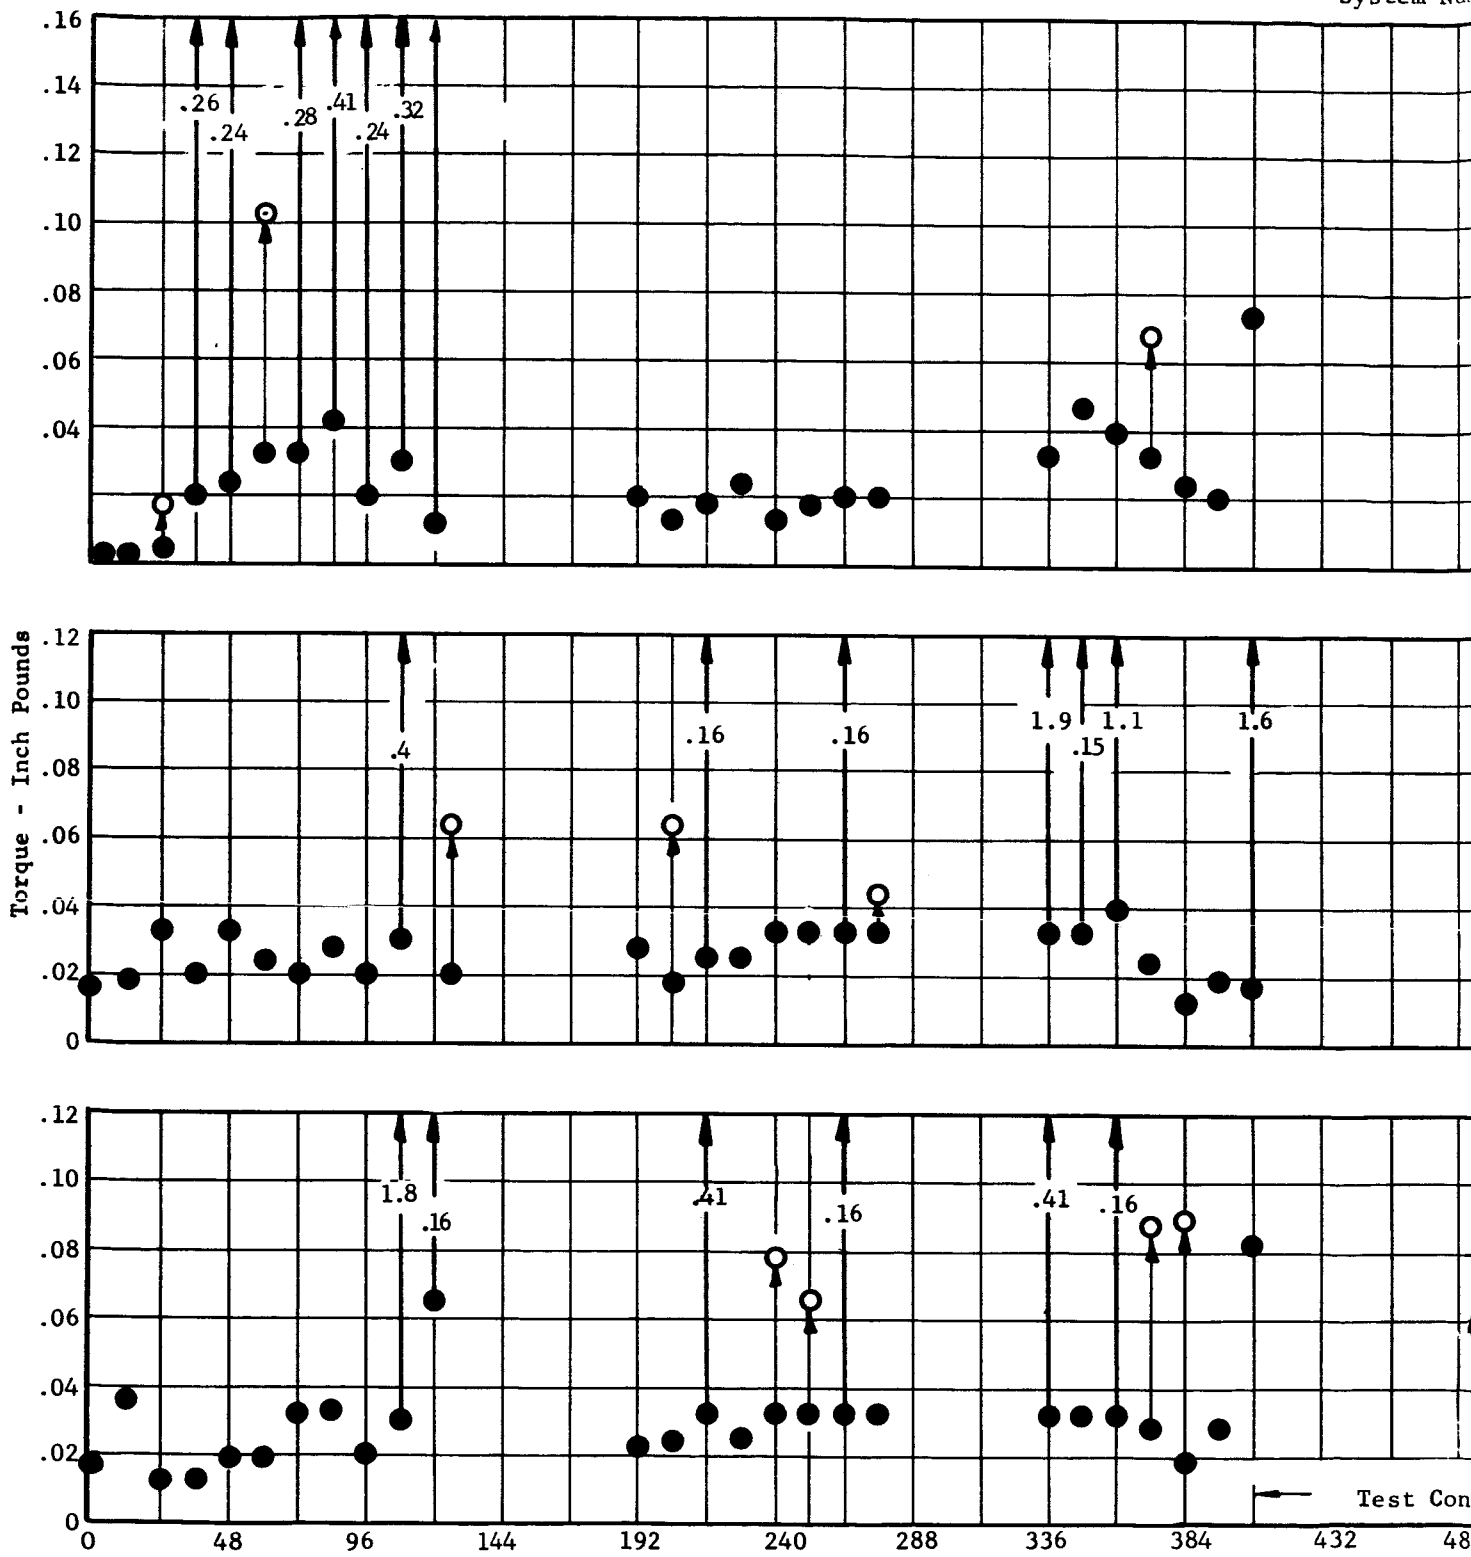 System
.16
.14
.26 .28 .41 .32
.24 .24
.12
.10
.08
.06
.04
Torque - Inch Pounds
.12
.10
1.9 1.1 1.6
.4 .16 .16 .15
.08
.06
.04
.02
0
.12
.10
1.8 .41 .41 .16
.16 .16
.08
.06
.04
.02
Test Con
0
0 48 96 144 192 240 288 336 384 432 48